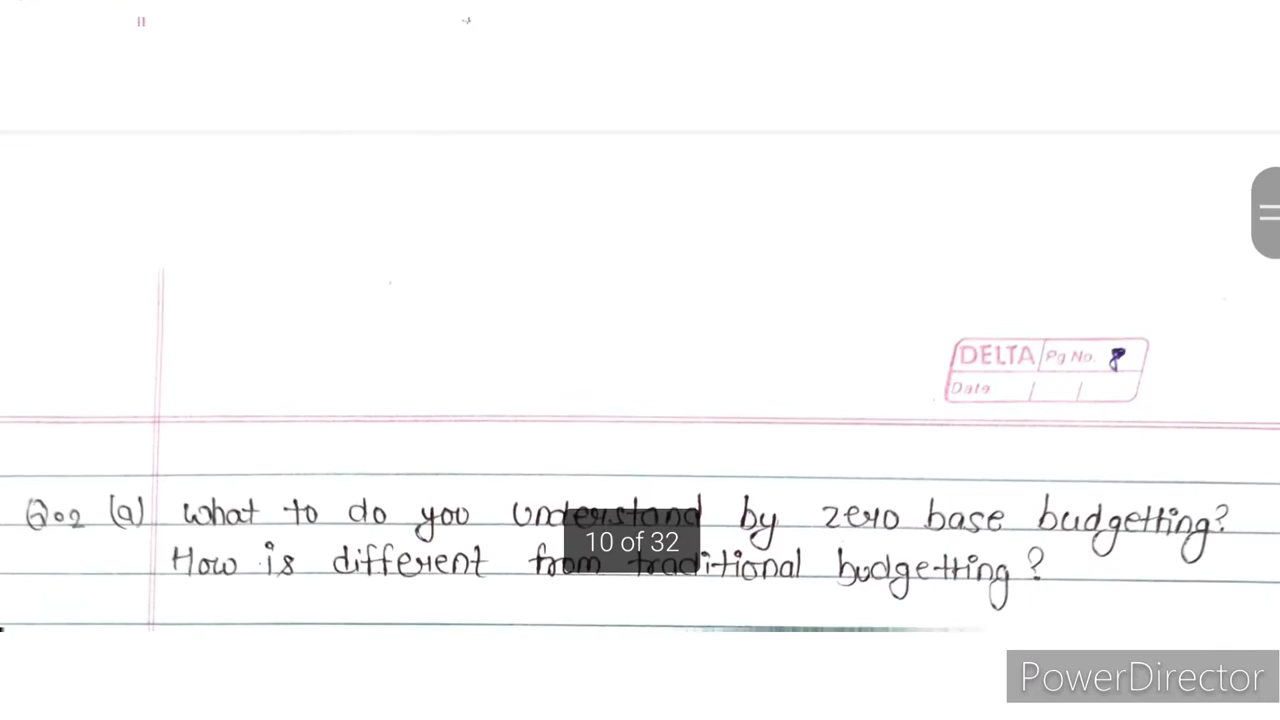 DELTA Pg No. 8
Date
Q.2 (a) What to do you understand by zero base budgetting?
10 of 32
How is different from traditional budgetting?
PowerDirector